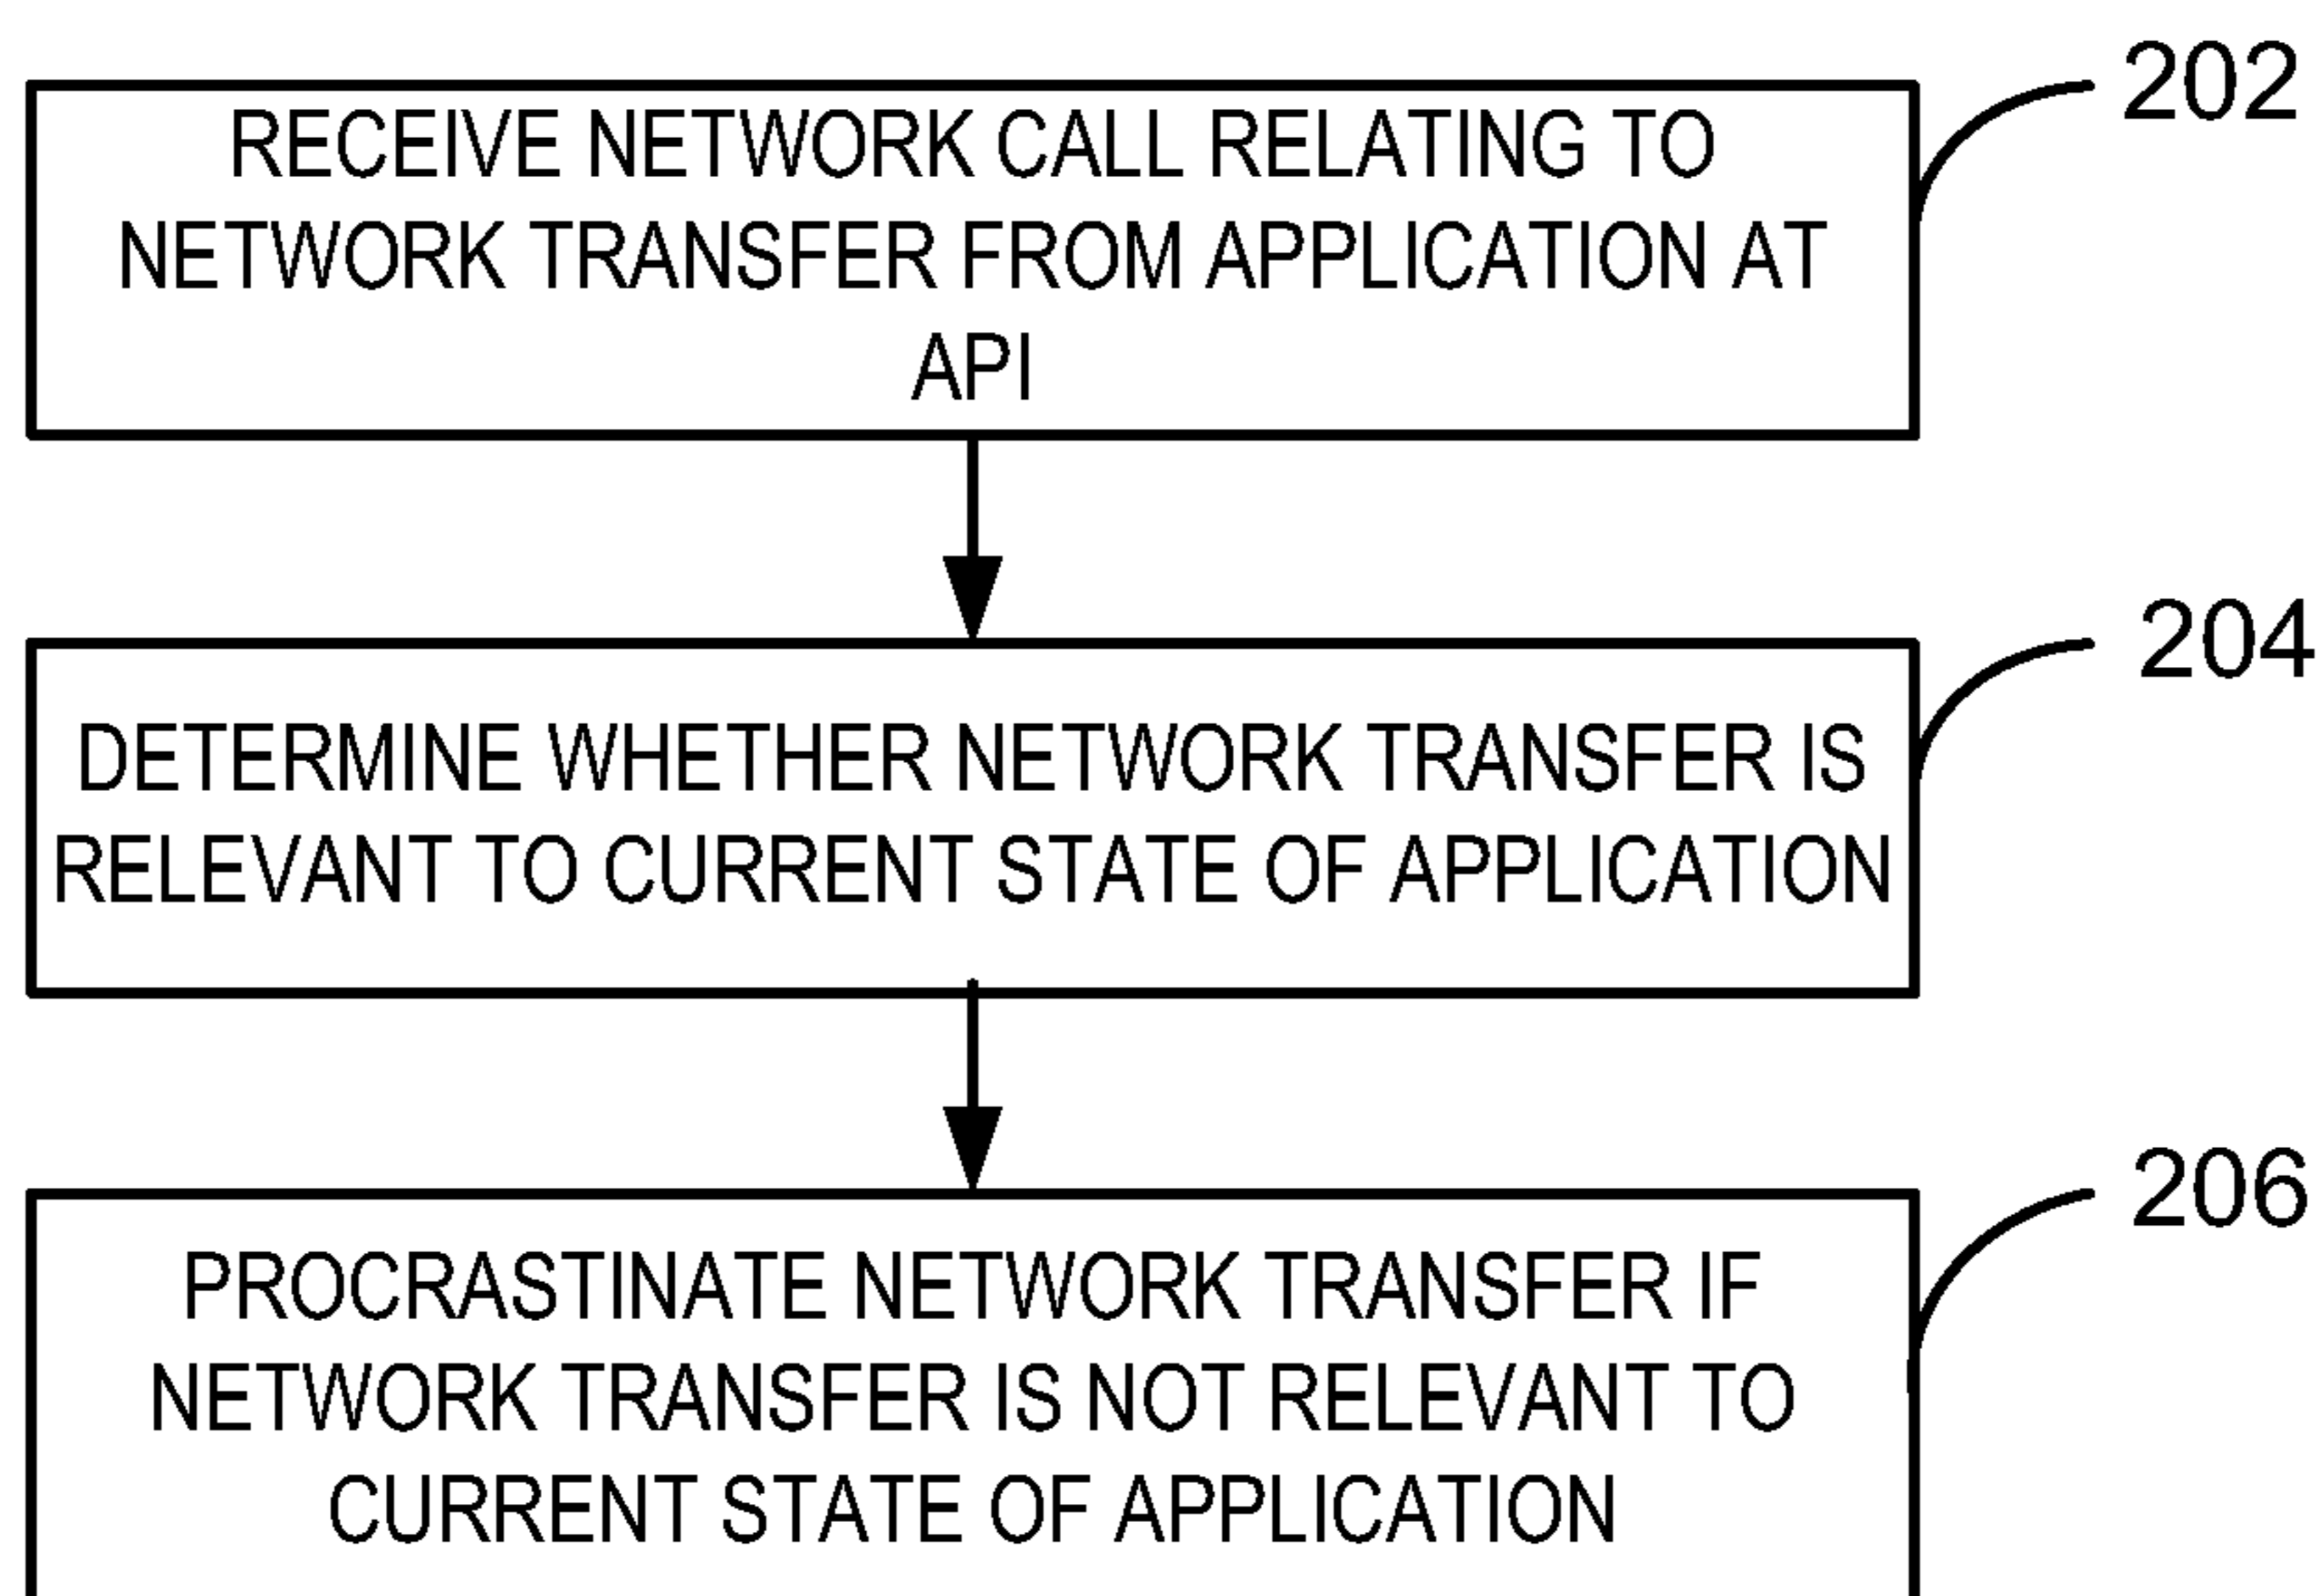 202
RECEIVE NETWORK CALL RELATING TO
NETWORK TRANSFER FROM APPLICATION AT
API
204
DETERMINE WHETHER NETWORK TRANSFER IS
RELEVANT TO CURRENT STATE OF APPLICATION
206
PROCRASTINATE NETWORK TRANSFER IF
NETWORK TRANSFER IS NOT RELEVANT TO
CURRENT STATE OF APPLICATION